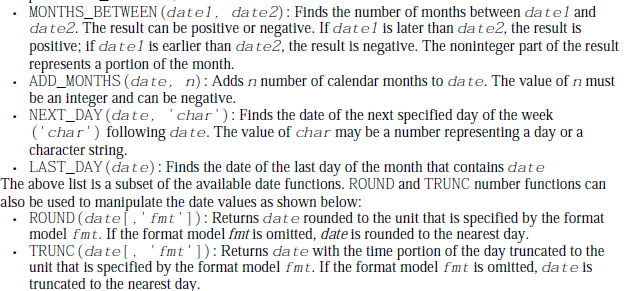 • MONTHS_BETWEEN(date1, date2): Finds the number of months between date1 and
date2. The result can be positive or negative. If date1 is later than date2, the result is
positive; if date1 is earlier than date2, the result is negative. The noninteger part of the result
represents a portion of the month.
• ADD_MONTHS(date, n): Adds n number of calendar months to date. The value of n must
be an integer and can be negative.
• NEXT_DAY(date, 'char'): Finds the date of the next specified day of the week
('char') following date. The value of char may be a number representing a day or a
character string.
• LAST_DAY(date): Finds the date of the last day of the month that contains date
The above list is a subset of the available date functions. ROUND and TRUNC number functions can
also be used to manipulate the date values as shown below:
• ROUND(date[,'fmt']): Returns date rounded to the unit that is specified by the format
model fmt. If the format model fmt is omitted, date is rounded to the nearest day.
• TRUNC(date[, 'fmt']): Returns date with the time portion of the day truncated to the
unit that is specified by the format model fmt. If the format model fmt is omitted, date is
truncated to the nearest day.